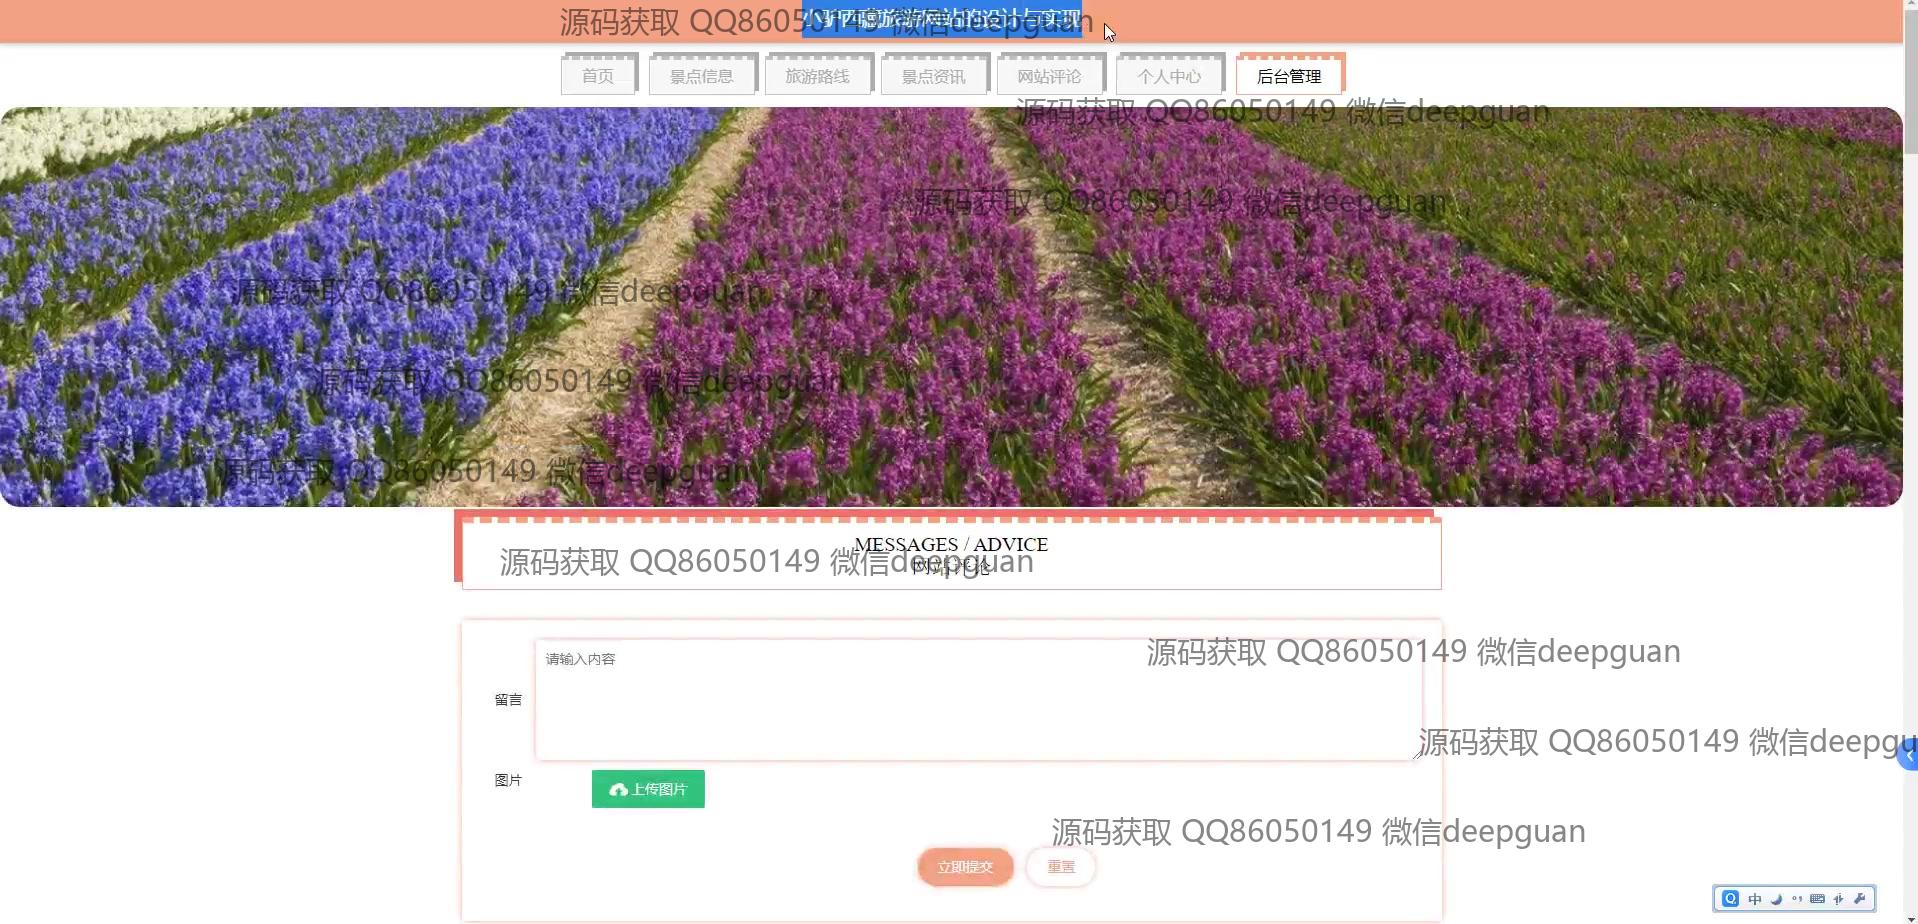 小驴西疆旅游网站的设计与实现
源码获取 QQ86050149 微信deepguan
首页 景点信息 旅游路线 景点资讯 网站评论 个人中心 后台管理
源码获取 QQ86050149 微信deepguan
源码获取 QQ86050149 微信deepguan
源码获取 QQ86050149 微信deepguan
源码获取 QQ86050149 微信deepguan
源码获取 QQ86050149 微信deepguan
MESSAGES / ADVICE
源码获取 QQ86050149 微信deepguan
网站评论
源码获取 QQ86050149 微信deepguan
请输入内容
留言
源码获取 QQ86050149 微信deepgu
图片
上传图片
源码获取 QQ86050149 微信deepguan
立即提交 重置
中